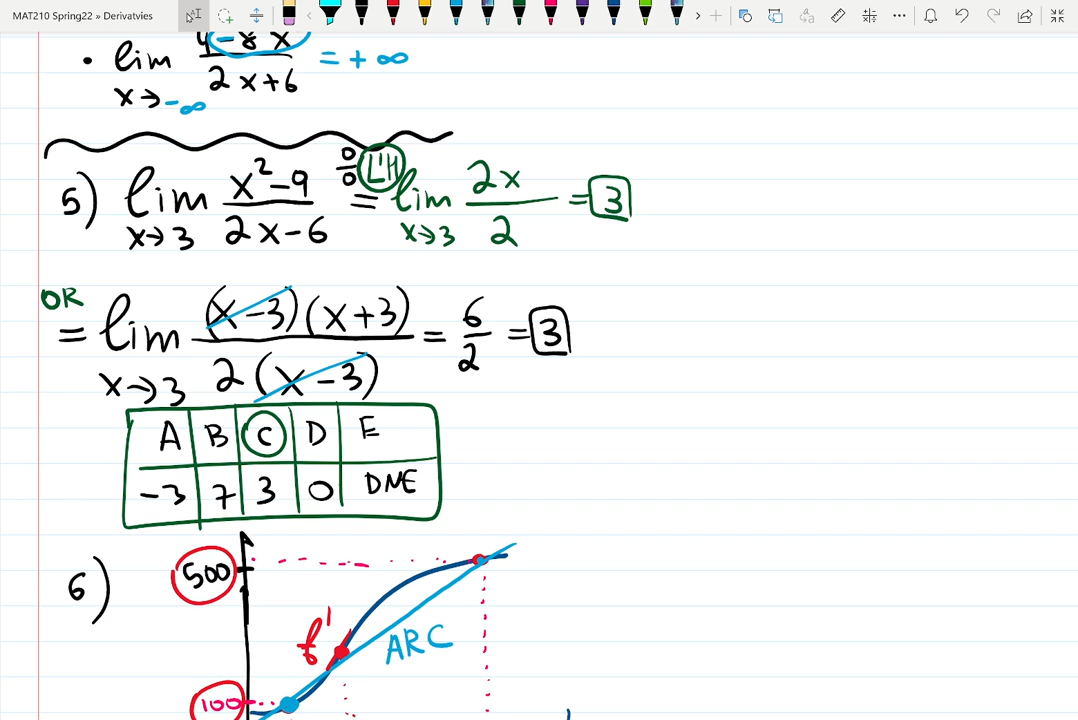 MAT210 Spring22 » Derivatvies
• lim 4-8x / 2x+6 = +∞
x→-∞
5) lim x²-9 / 2x-6 = 0/0 L'H lim 2x / 2 = 3
x→3 x→3
OR
= lim (x-3)(x+3) / 2(x-3) = 6/2 = 3
x→3
A B C D E
-3 7 3 0 DNE
6)
500
f'
ARC
100